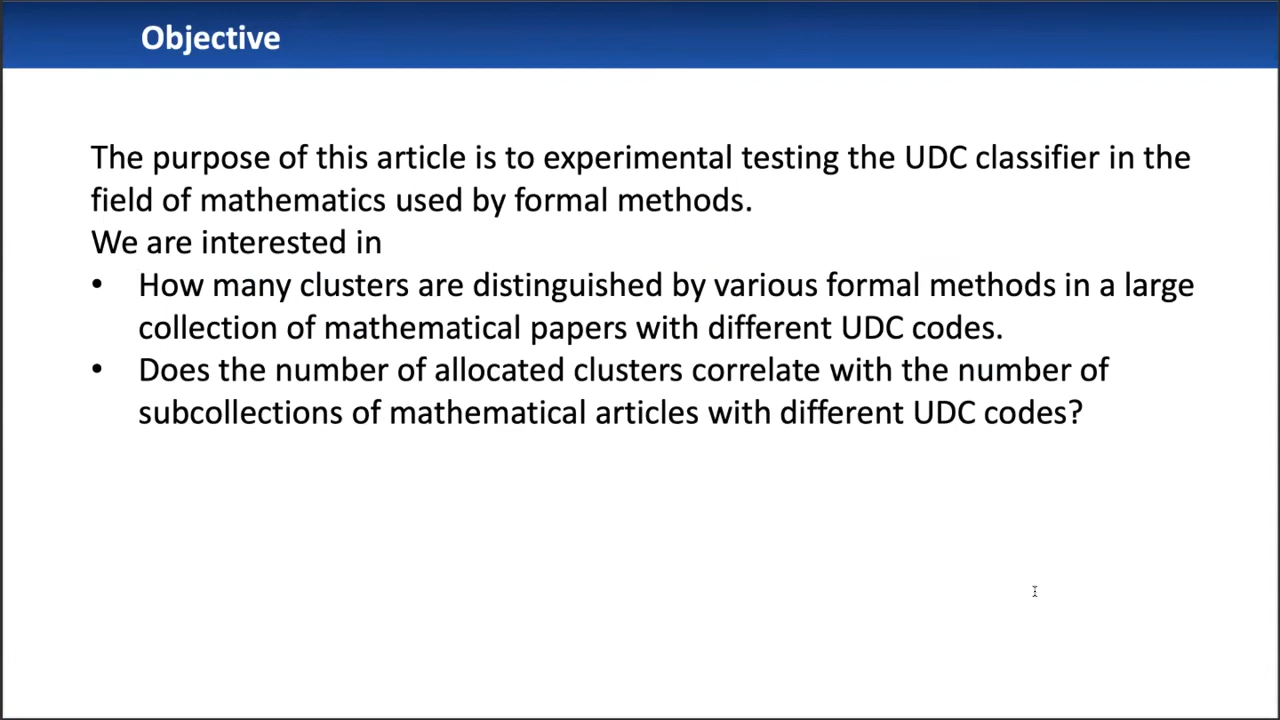 Objective
The purpose of this article is to experimental testing the UDC classifier in the
field of mathematics used by formal methods.
We are interested in
• How many clusters are distinguished by various formal methods in a large
collection of mathematical papers with different UDC codes.
• Does the number of allocated clusters correlate with the number of
subcollections of mathematical articles with different UDC codes?